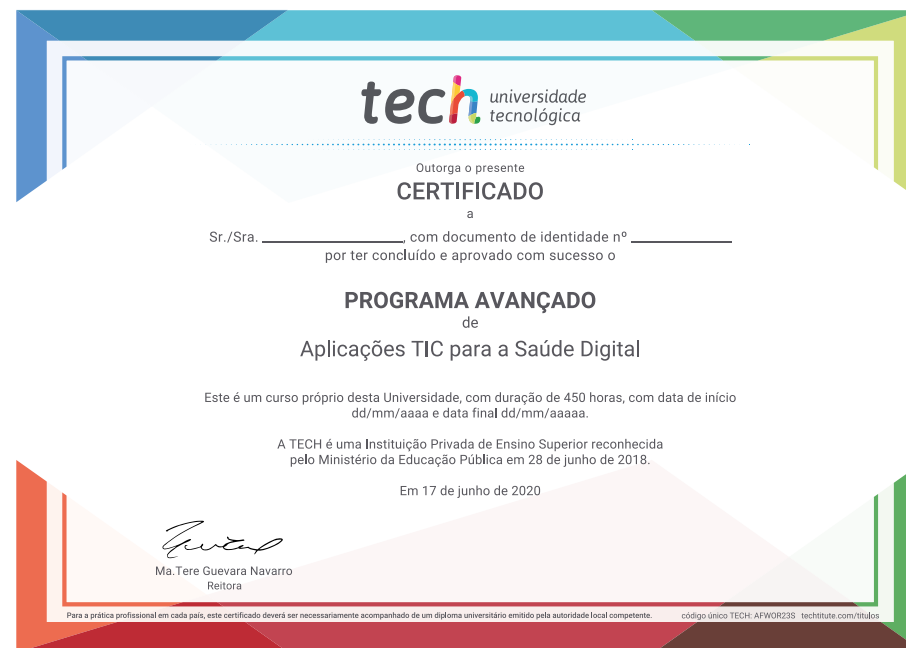 tech universidade
tecnológica
Outorga o presente
CERTIFICADO
a
Sr./Sra. ____________________, com documento de identidade nº ______________
por ter concluído e aprovado com sucesso o
PROGRAMA AVANÇADO
de
Aplicações TIC para a Saúde Digital
Este é um curso próprio desta Universidade, com duração de 450 horas, com data de início
dd/mm/aaaa e data final dd/mm/aaaaa.
A TECH é uma Instituição Privada de Ensino Superior reconhecida
pelo Ministério da Educação Pública em 28 de junho de 2018.
Em 17 de junho de 2020
Ma.Tere Guevara Navarro
Reitora
Para a prática profissional em cada país, este certificado deverá ser necessariamente acompanhado de um diploma universitário emitido pela autoridade local competente. código único TECH: AFWOR23S techtitute.com/titulos